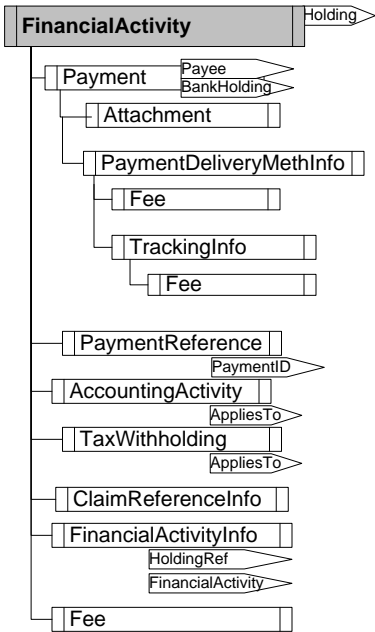 FinancialActivity
Holding
Payment
Payee
BankHolding
Attachment
PaymentDeliveryMethInfo
Fee
TrackingInfo
Fee
PaymentReference
PaymentID
AccountingActivity
AppliesTo
TaxWithholding
AppliesTo
ClaimReferenceInfo
FinancialActivityInfo
HoldingRef
FinancialActivity
Fee